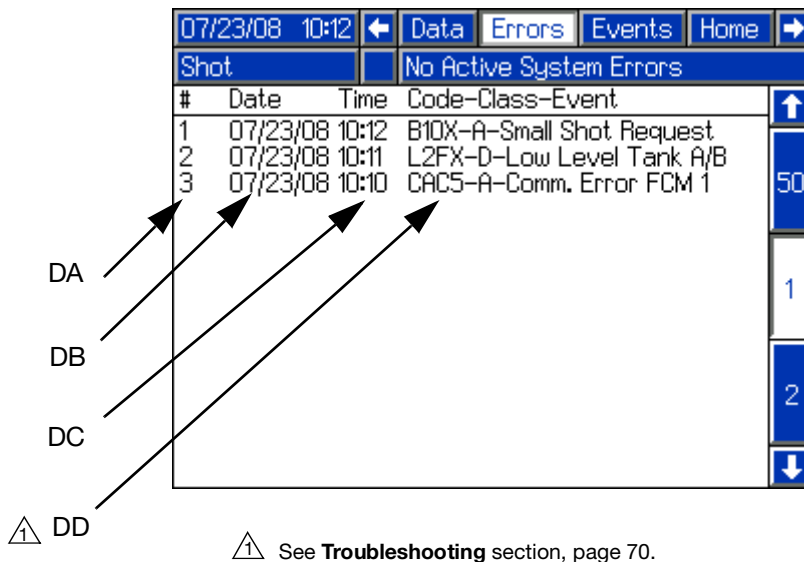 07/23/08 10:12 Data Errors Events Home
Shot No Active System Errors
# Date Time Code-Class-Event
1 07/23/08 10:12 B10X-A-Small Shot Request
2 07/23/08 10:11 L2FX-D-Low Level Tank A/B
3 07/23/08 10:10 CAC5-A-Comm. Error FCM 1
50
1
2
DA
DB
DC
1 DD
1 See Troubleshooting section, page 70.